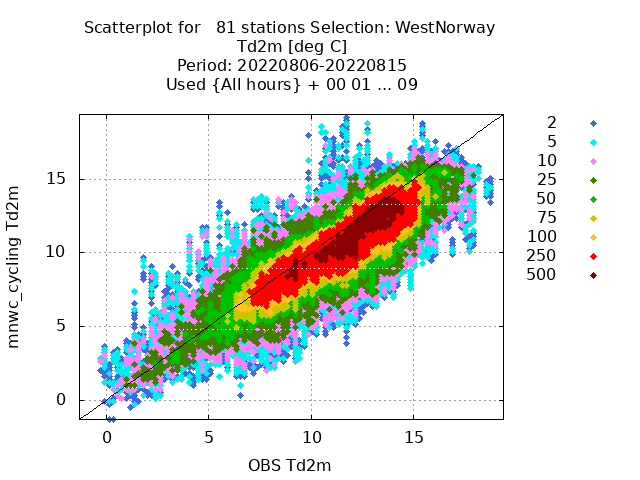 Scatterplot for   81 stations Selection: WestNorway
Td2m [deg C]
Period: 20220806-20220815
Used {All hours} + 00 01 ... 09
2
5
10
25
50
75
100
250
500
mnwc_cycling Td2m
15
10
5
0
0 5 10 15
OBS Td2m